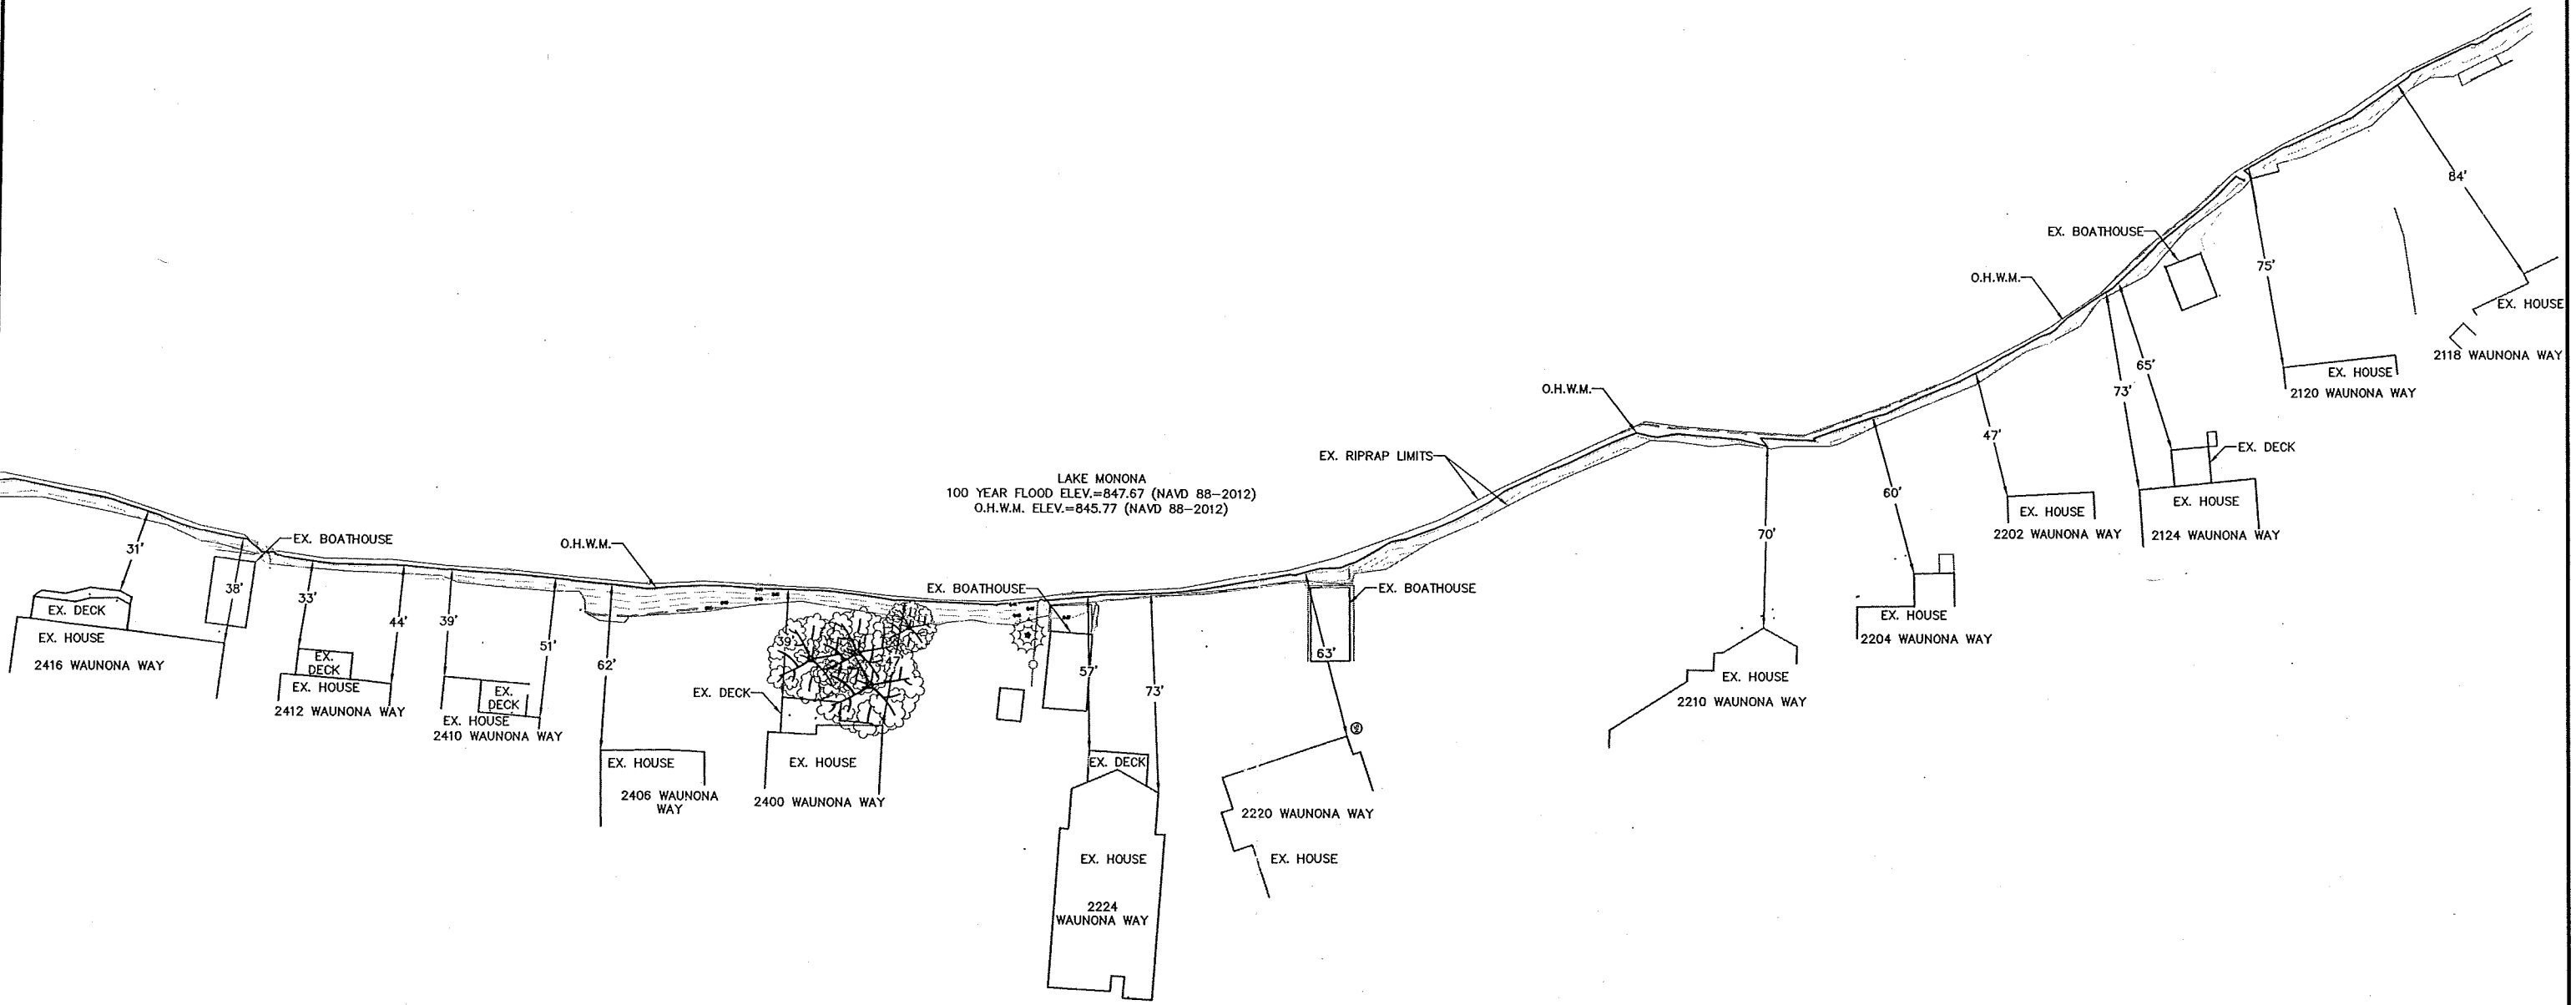 LAKE MONONA
100 YEAR FLOOD ELEV.=847.67 (NAVD 88-2012)
O.H.W.M. ELEV.=845.77 (NAVD 88-2012)
31'
EX. DECK
EX. HOUSE
2416 WAUNONA WAY
38'
EX. BOATHOUSE
33'
44'
EX.
DECK
EX. HOUSE
2412 WAUNONA WAY
39'
51'
EX.
DECK
EX. HOUSE
2410 WAUNONA WAY
O.H.W.M.
62'
EX. HOUSE
2406 WAUNONA
WAY
39'
47'
EX. DECK
EX. HOUSE
2400 WAUNONA WAY
EX. BOATHOUSE
57'
73'
EX. DECK
EX. HOUSE
2224
WAUNONA WAY
EX. BOATHOUSE
63'
2220 WAUNONA WAY
EX. HOUSE
EX. RIPRAP LIMITS
O.H.W.M.
70'
EX. HOUSE
2210 WAUNONA WAY
60'
EX. HOUSE
2204 WAUNONA WAY
47'
EX. HOUSE
2202 WAUNONA WAY
O.H.W.M.
73'
65'
EX. DECK
EX. HOUSE
2124 WAUNONA WAY
EX. BOATHOUSE
75'
EX. HOUSE
2120 WAUNONA WAY
84'
EX. HOUSE
2118 WAUNONA WAY